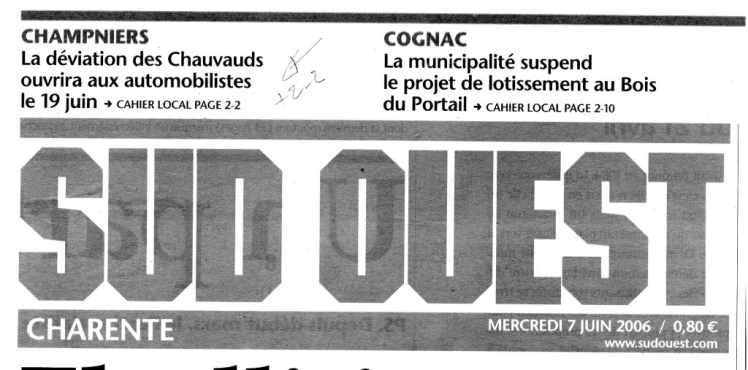 CHAMPNIERS
La déviation des Chauvauds
ouvrira aux automobilistes
le 19 juin → CAHIER LOCAL PAGE 2-2
COGNAC
La municipalité suspend
le projet de lotissement au Bois
du Portail → CAHIER LOCAL PAGE 2-10
SUD OUEST
CHARENTE
MERCREDI 7 JUIN 2006 / 0,80 €
www.sudouest.com